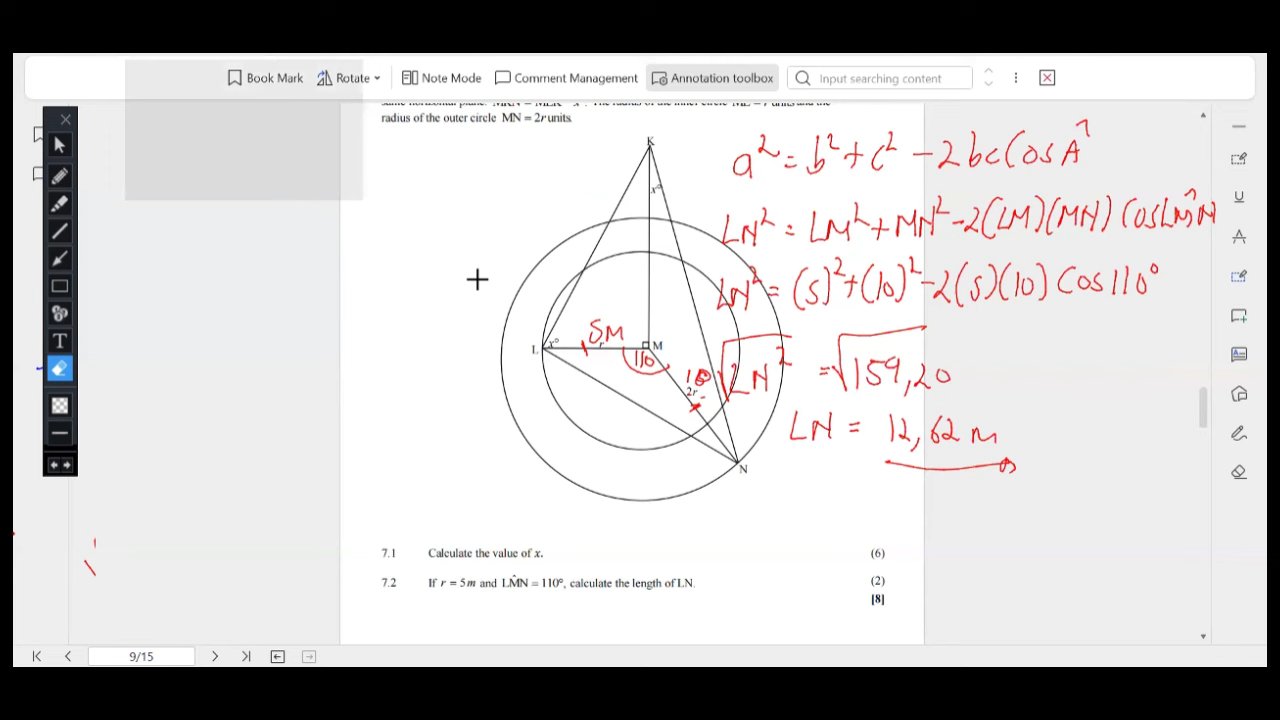 Book Mark Rotate Note Mode Comment Management Annotation toolbox Input searching content
radius of the outer circle MN = 2r units.
K
x°
a² = b² + c² - 2bc Cos Â
LN² = LM² + MN² - 2(LM)(MN) Cos LM̂N
LN² = (5)² + (10)² - 2(5)(10) Cos 110°
5M
L x° r M
110
10
2r
√LN² = √159,20
LN = 12,62 m
N
7.1 Calculate the value of x. (6)
7.2 If r = 5m and LM̂N = 110°, calculate the length of LN. (2)
[8]
9/15